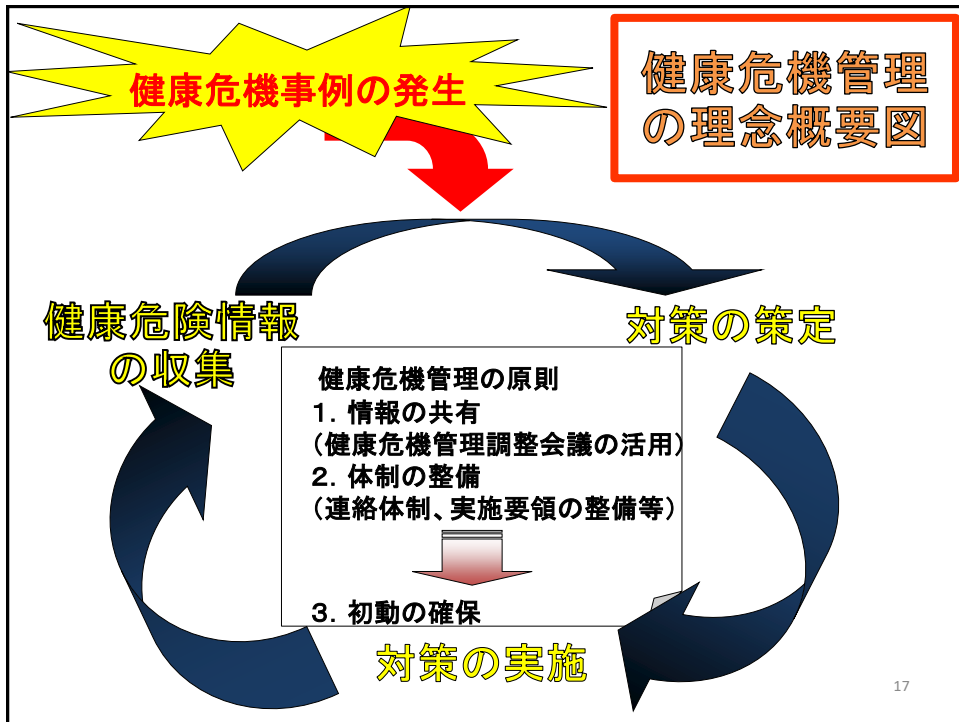 健康危機事例の発生
健康危機管理
の理念概要図
健康危険情報
の収集
対策の策定
健康危機管理の原則
1．情報の共有
（健康危機管理調整会議の活用）
2．体制の整備
（連絡体制、実施要領の整備等）
3．初動の確保
対策の実施
17